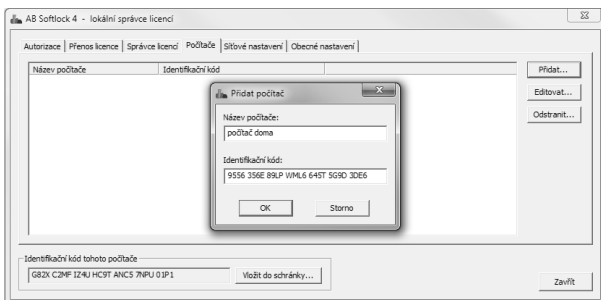 AB Softlock 4 - lokální správce licencí
Autorizace Přenos licence Správce licencí Počítače Síťové nastavení Obecné nastavení
Název počítače Identifikační kód
Přidat...
Editovat...
Odstranit...
Přidat počítač
Název počítače:
počítač doma
Identifikační kód:
9556 356E 89LP WML6 645T 5G9D 3DE6
OK Storno
Identifikační kód tohoto počítače
G82X C2MF IZ4U HC9T ANC5 7NPU 01P1
Vložit do schránky...
Zavřít